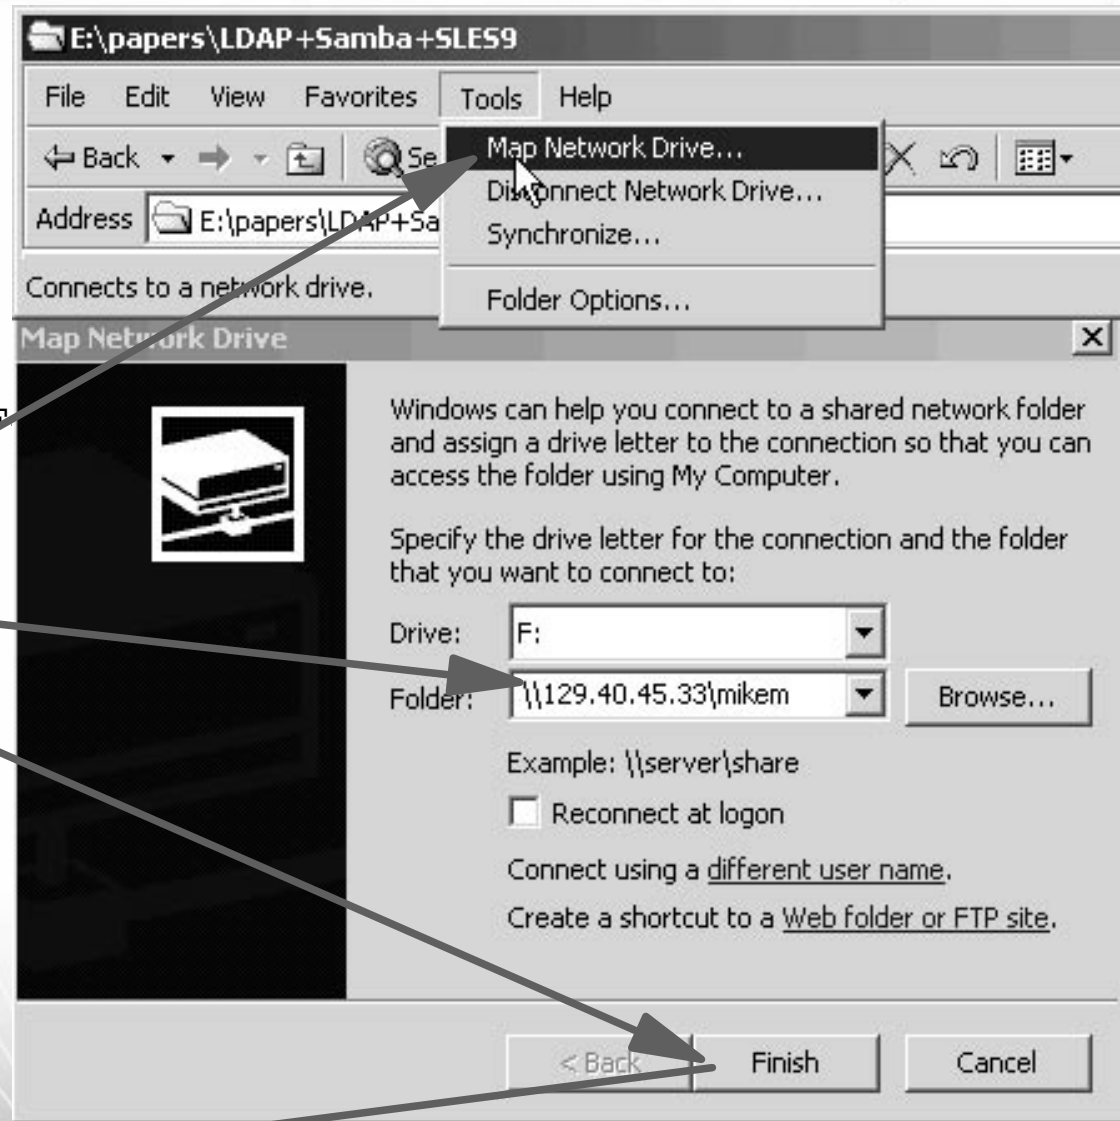 E:\papers\LDAP+Samba+SLES9
File Edit View Favorites Tools Help
Back Se
Map Network Drive...
Disconnect Network Drive...
Address E:\papers\LDAP+Sa
Synchronize...
Connects to a network drive.
Folder Options...
Map Network Drive
Windows can help you connect to a shared network folder
and assign a drive letter to the connection so that you can
access the folder using My Computer.
Specify the drive letter for the connection and the folder
that you want to connect to:
Drive: F:
Folder: \\129.40.45.33\mikem Browse...
Example: \\server\share
Reconnect at logon
Connect using a different user name.
Create a shortcut to a Web folder or FTP site.
< Back Finish Cancel